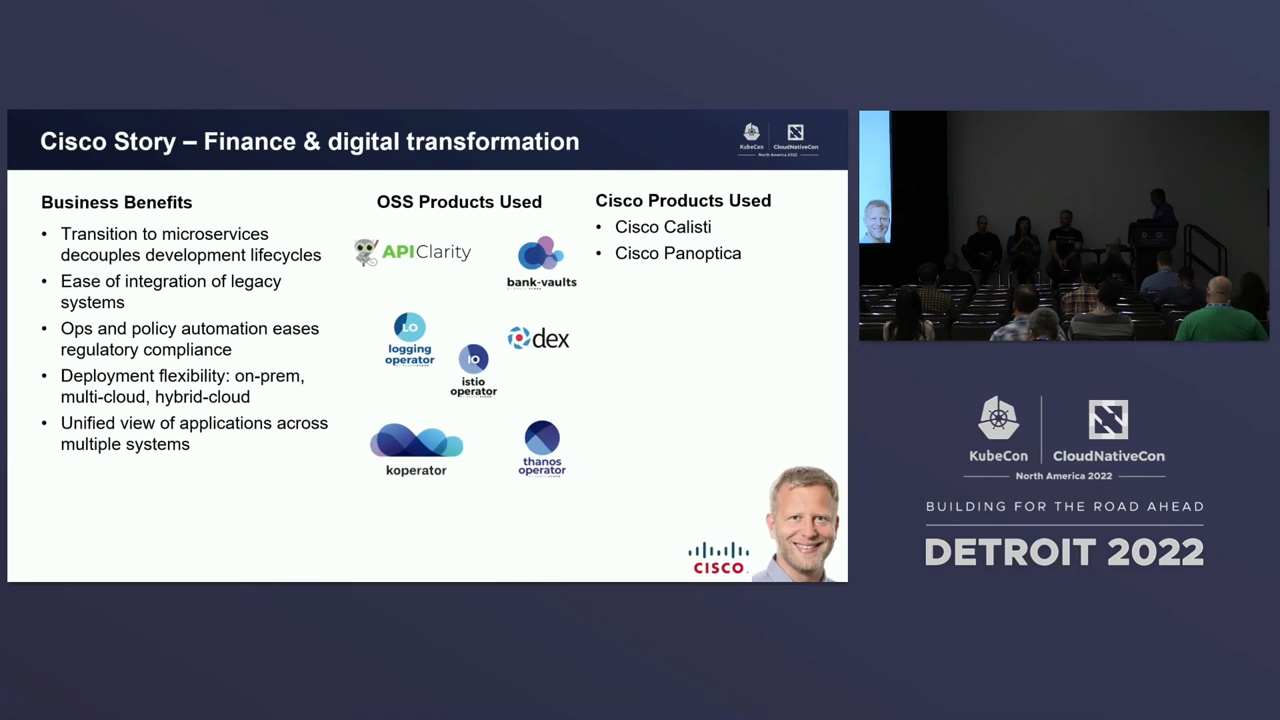 Cisco Story – Finance & digital transformation
KubeCon
CloudNativeCon
North America 2022
Business Benefits
• Transition to microservices
decouples development lifecycles
• Ease of integration of legacy
systems
• Ops and policy automation eases
regulatory compliance
• Deployment flexibility: on-prem,
multi-cloud, hybrid-cloud
• Unified view of applications across
multiple systems
OSS Products Used
APIClarity
bank-vaults
LO
logging
operator
dex
IO
istio
operator
koperator
thanos
operator
Cisco Products Used
• Cisco Calisti
• Cisco Panoptica
CISCO
KubeCon
CloudNativeCon
North America 2022
BUILDING FOR THE ROAD AHEAD
DETROIT 2022